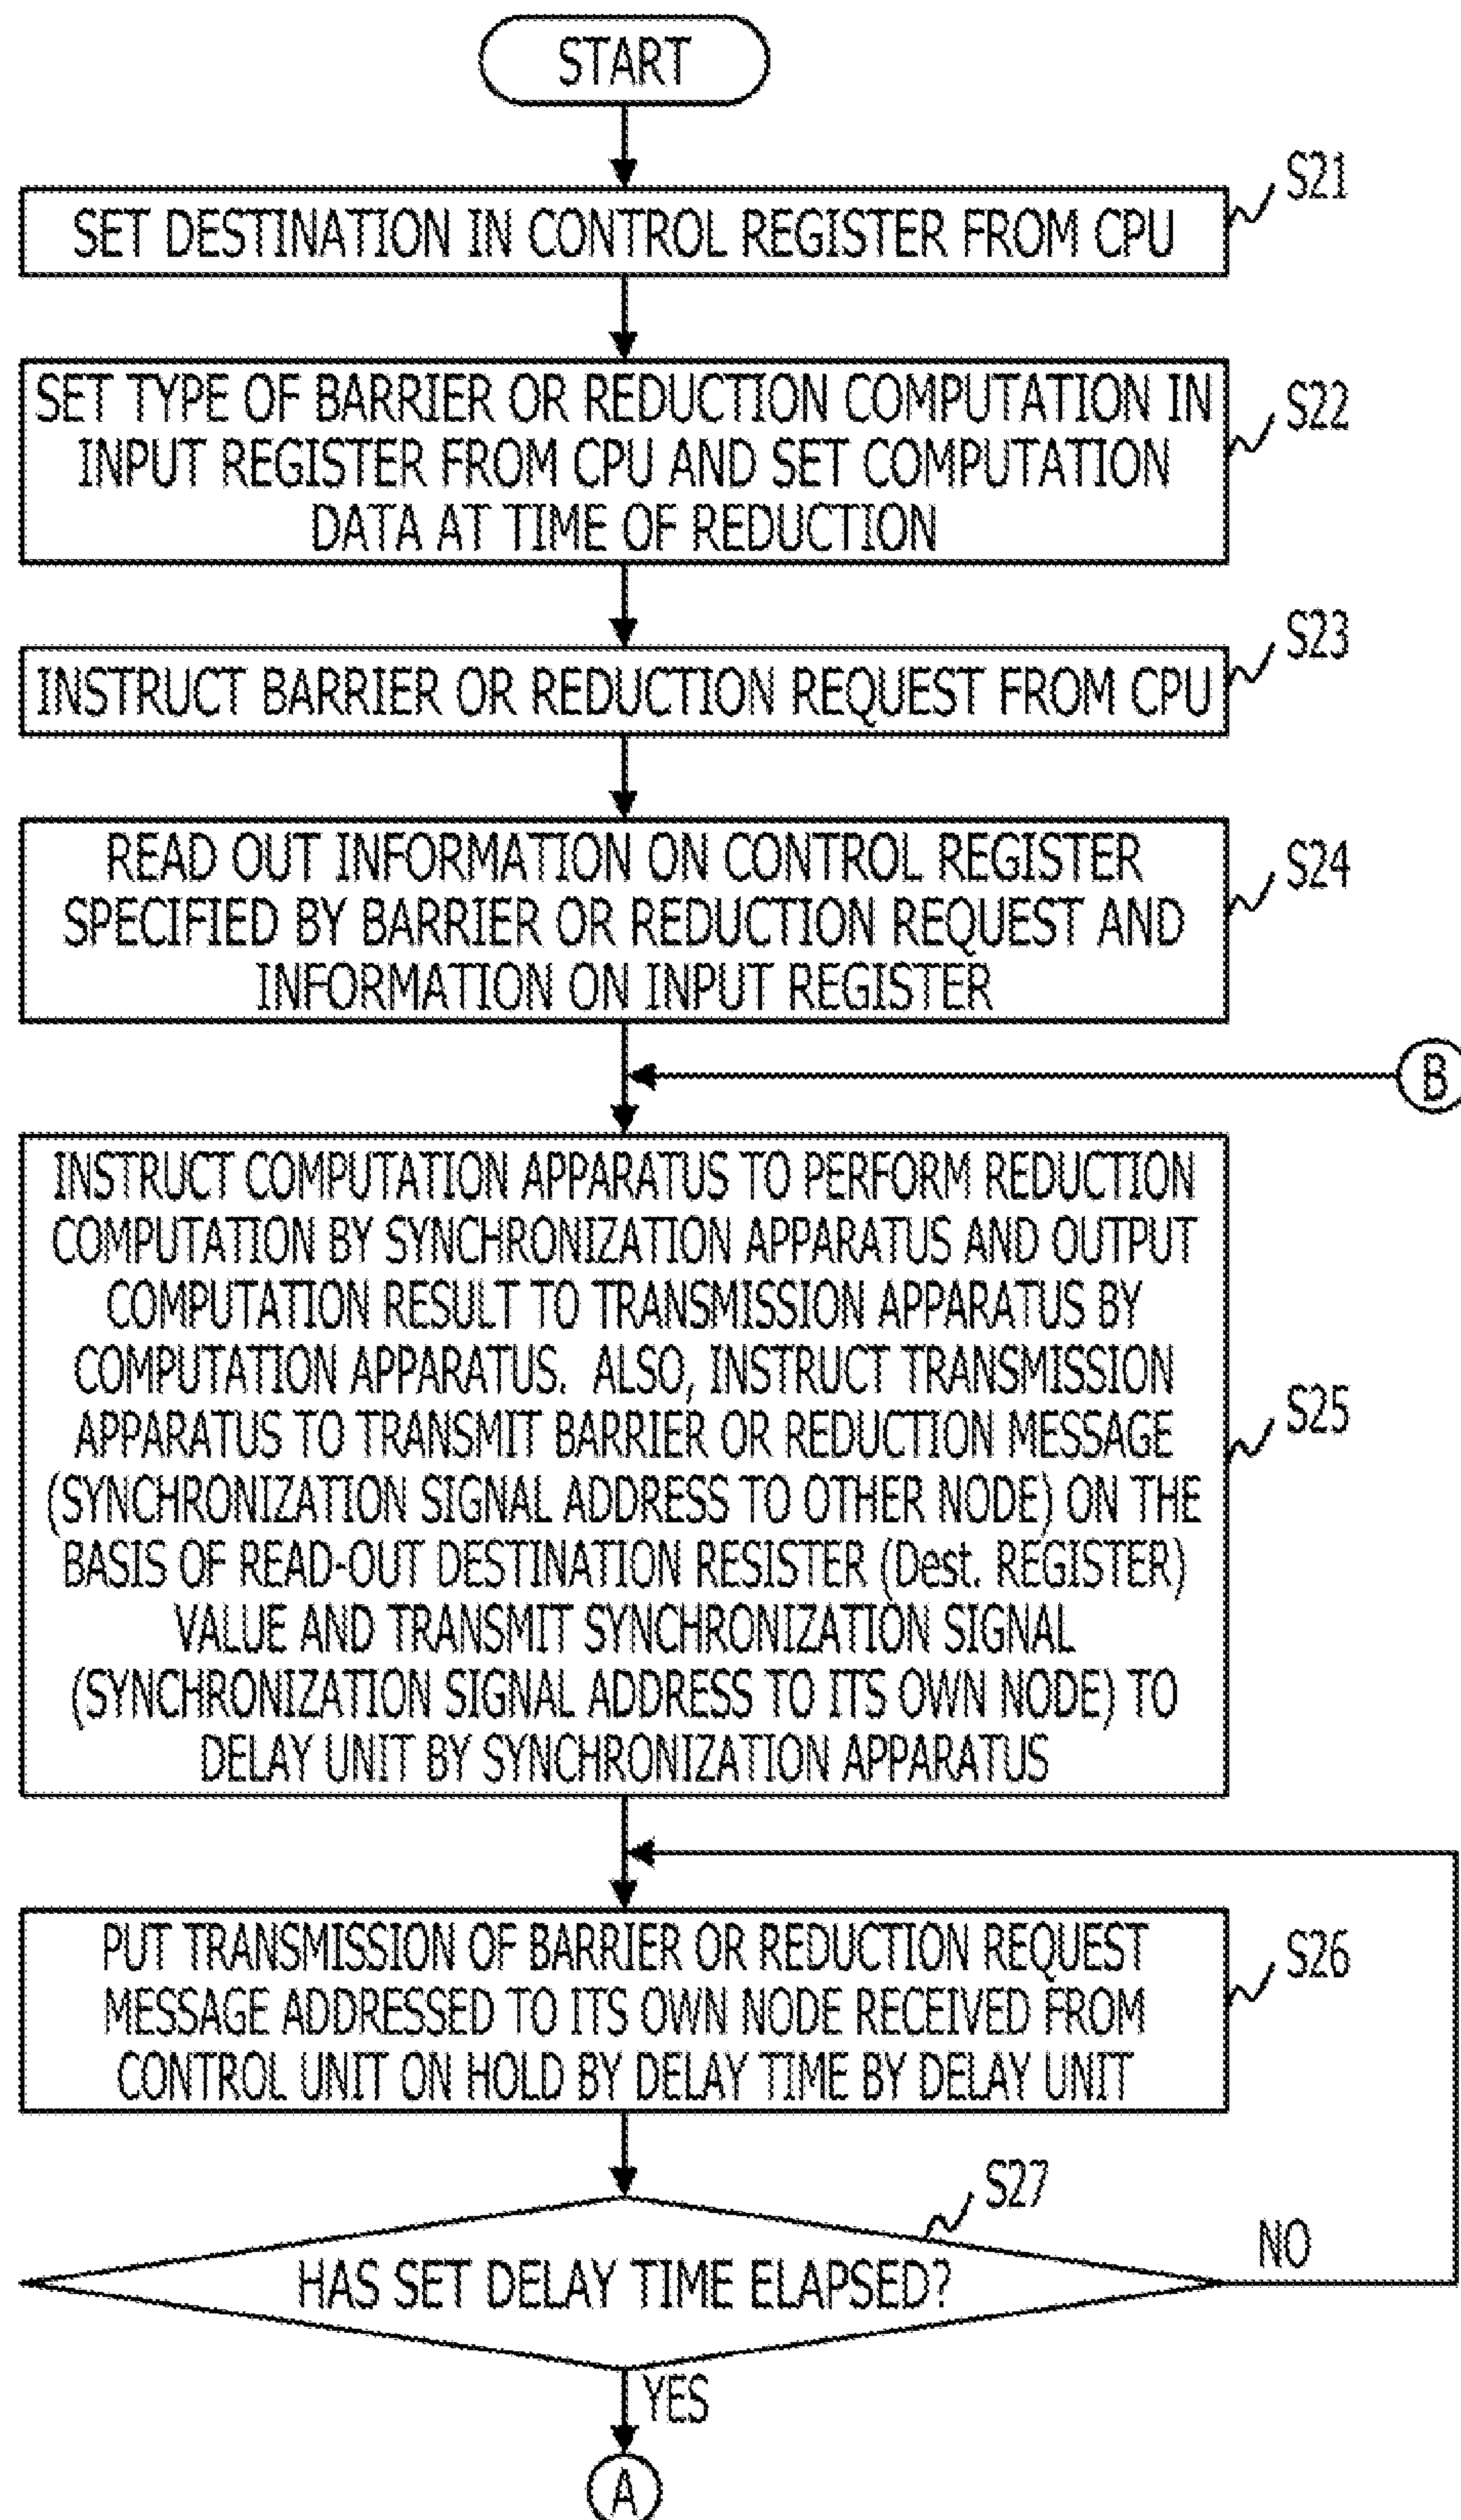 START
S21
SET DESTINATION IN CONTROL REGISTER FROM CPU
S22
SET TYPE OF BARRIER OR REDUCTION COMPUTATION IN
INPUT REGISTER FROM CPU AND SET COMPUTATION
DATA AT TIME OF REDUCTION
S23
INSTRUCT BARRIER OR REDUCTION REQUEST FROM CPU
S24
READ OUT INFORMATION ON CONTROL REGISTER
SPECIFIED BY BARRIER OR REDUCTION REQUEST AND
INFORMATION ON INPUT REGISTER
B
INSTRUCT COMPUTATION APPARATUS TO PERFORM REDUCTION
COMPUTATION BY SYNCHRONIZATION APPARATUS AND OUTPUT
COMPUTATION RESULT TO TRANSMISSION APPARATUS BY
COMPUTATION APPARATUS. ALSO, INSTRUCT TRANSMISSION
S25
APPARATUS TO TRANSMIT BARRIER OR REDUCTION MESSAGE
(SYNCHRONIZATION SIGNAL ADDRESS TO OTHER NODE) ON THE
BASIS OF READ-OUT DESTINATION RESISTER (Dest. REGISTER)
VALUE AND TRANSMIT SYNCHRONIZATION SIGNAL
(SYNCHRONIZATION SIGNAL ADDRESS TO ITS OWN NODE) TO
DELAY UNIT BY SYNCHRONIZATION APPARATUS
PUT TRANSMISSION OF BARRIER OR REDUCTION REQUEST
S26
MESSAGE ADDRESSED TO ITS OWN NODE RECEIVED FROM
CONTROL UNIT ON HOLD BY DELAY TIME BY DELAY UNIT
S27
NO
HAS SET DELAY TIME ELAPSED?
YES
A